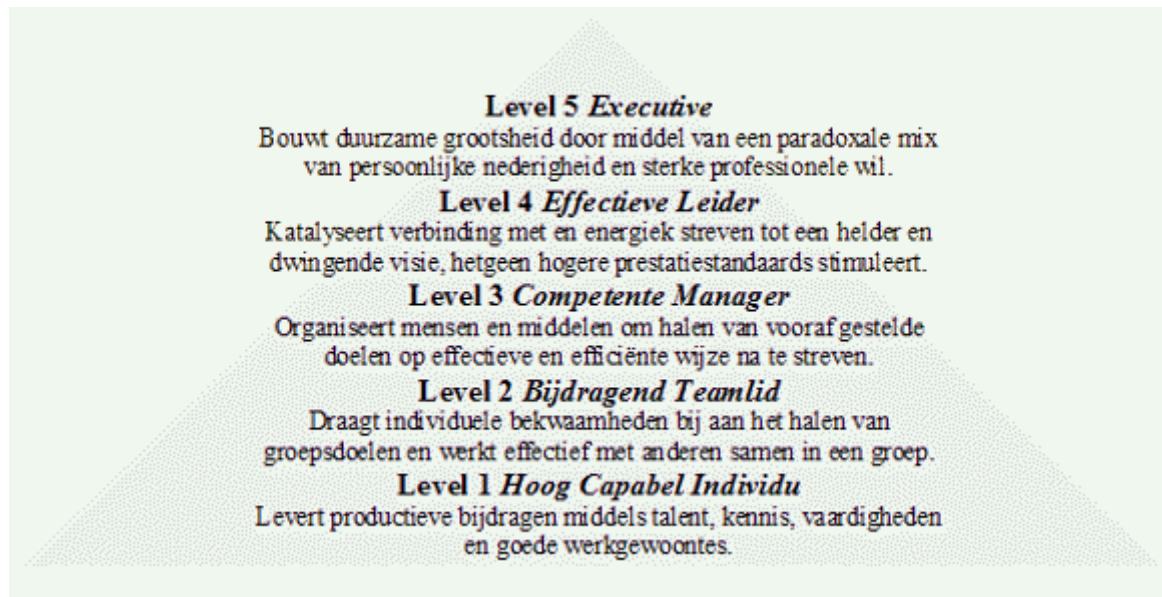 Level 5 Executive
Bouwt duurzame grootsheid door middel van een paradoxale mix
van persoonlijke nederigheid en sterke professionele wil.
Level 4 Effectieve Leider
Katalyseert verbinding met en energiek streven tot een helder en
dwingende visie, hetgeen hogere prestatiestandaards stimuleert.
Level 3 Competente Manager
Organiseert mensen en middelen om halen van vooraf gestelde
doelen op effectieve en efficiënte wijze na te streven.
Level 2 Bijdragend Teamlid
Draagt individuele bekwaamheden bij aan het halen van
groepsdoelen en werkt effectief met anderen samen in een groep.
Level 1 Hoog Capabel Individu
Levert productieve bijdragen middels talent, kennis, vaardigheden
en goede werkgewoontes.